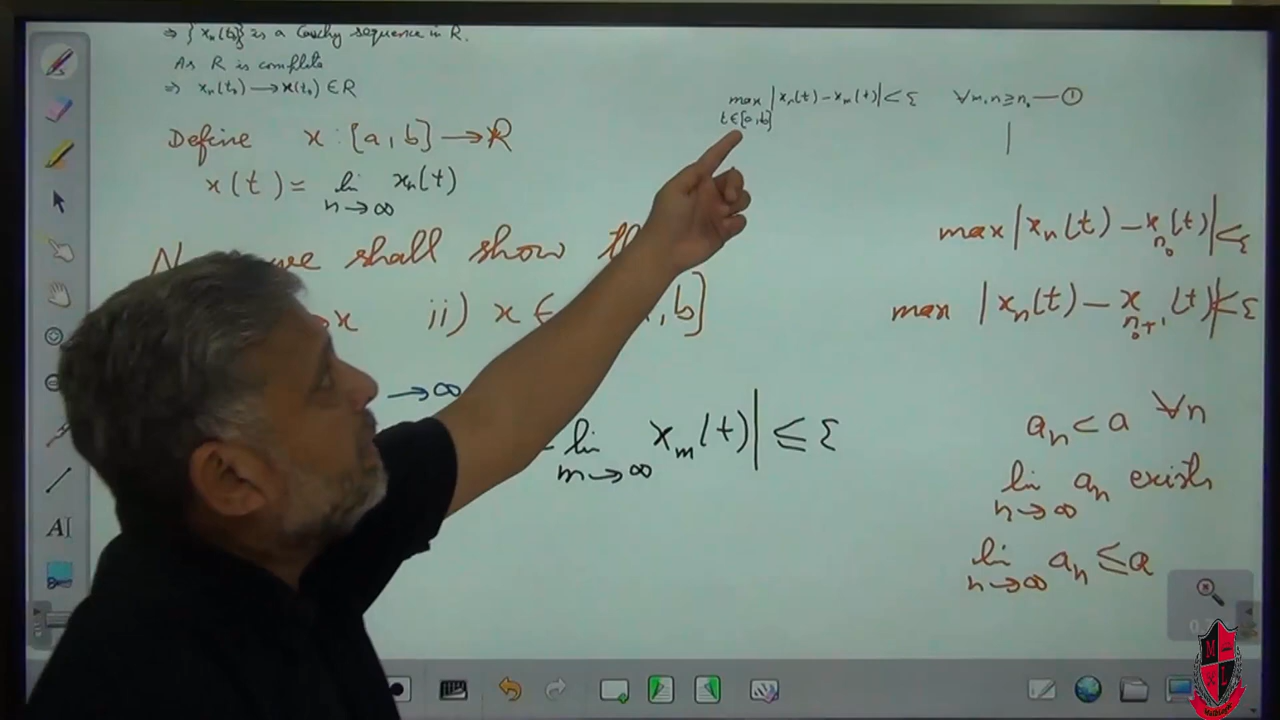 ⇒ {xₙ(t₀)} is a Cauchy sequence in R.
As R is complete
⇒ xₙ(t₀) → x(t₀) ∈ R
Define x : [a, b] → R
x(t) = lim xₙ(t)
n→∞
we shall show
x ii) x ∈ , b]
→∞
lim xₘ(t)| ≤ ε
m→∞
max |xₙ(t) − xₘ(t)| < ε ∀ m, n ≥ n₀ — ①
t∈[a, b]
max |xₙ(t) − xₙ₀(t)| < ε
max |xₙ(t) − xₙ₀₊₁(t)| < ε
aₙ < a ∀n
lim aₙ exists
n→∞
lim aₙ ≤ a
n→∞
AI
M
L